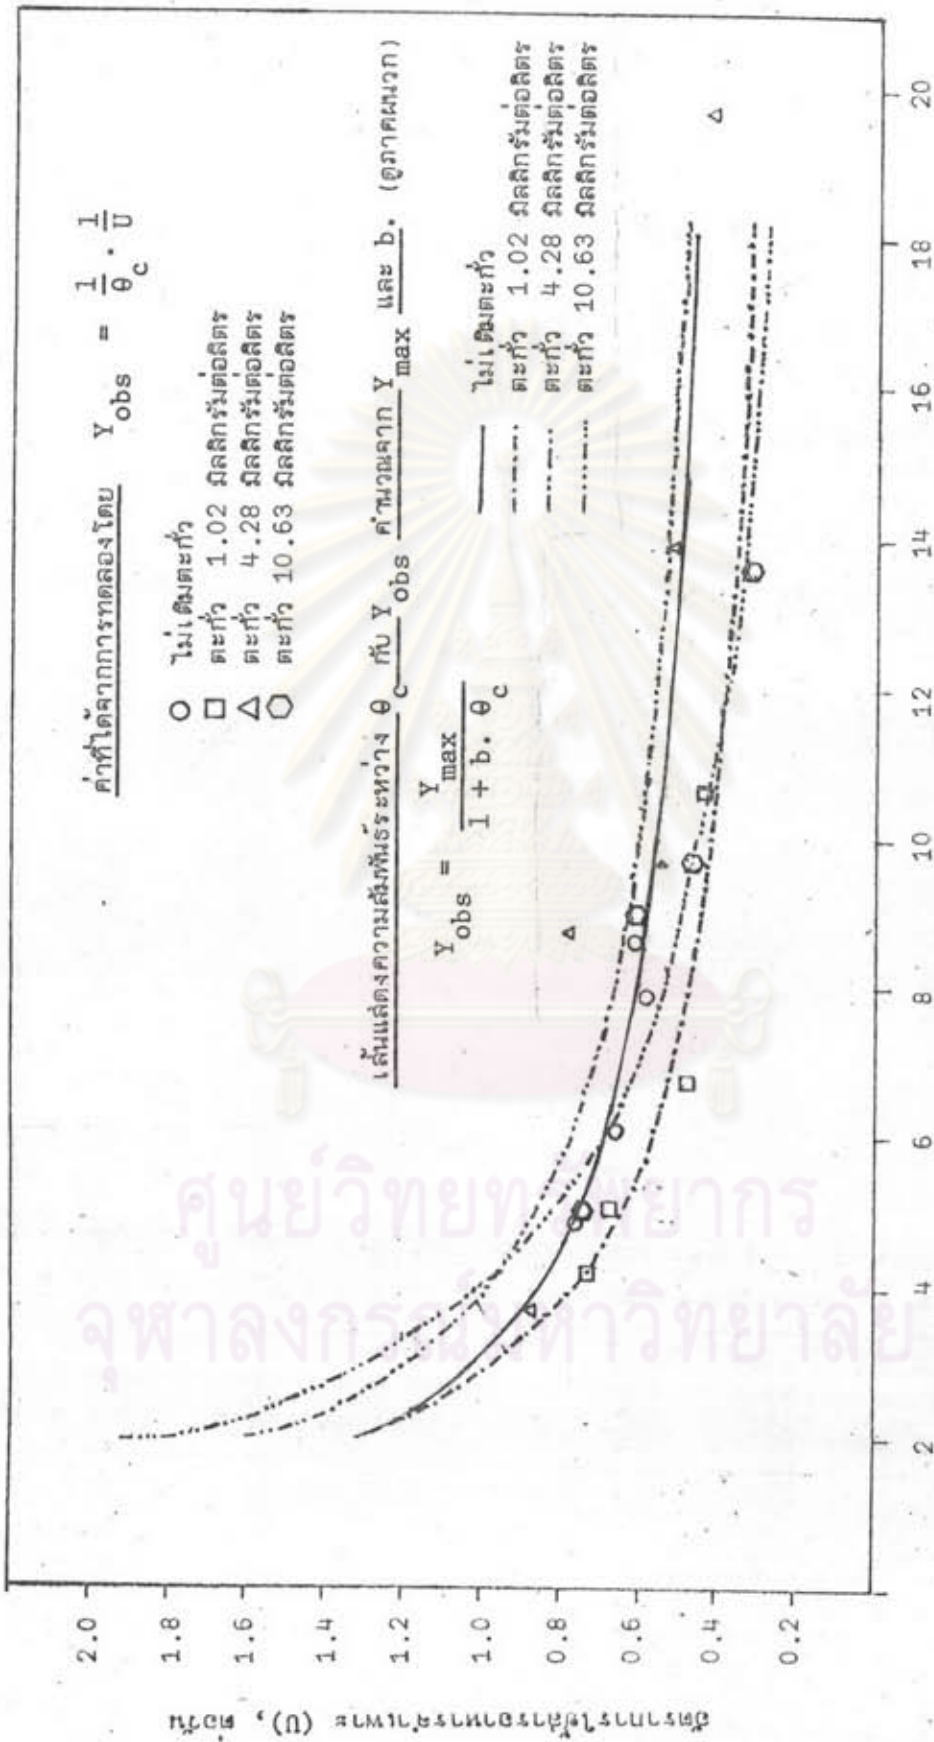 ค่าที่ได้จากการทดลองโดย Y obs = 1/θc . 1/U
○ ไม่เติมตะกั่ว
□ ตะกั่ว 1.02 มิลลิกรัมต่อลิตร
△ ตะกั่ว 4.28 มิลลิกรัมต่อลิตร
⬡ ตะกั่ว 10.63 มิลลิกรัมต่อลิตร
เส้นแสดงความสัมพันธ์ระหว่าง θc กับ Y obs คำนวณจาก Y max และ b. (ดูภาคผนวก)
Y obs = Y max / 1 + b. θc
ไม่เติมตะกั่ว
ตะกั่ว 1.02 มิลลิกรัมต่อลิตร
ตะกั่ว 4.28 มิลลิกรัมต่อลิตร
ตะกั่ว 10.63 มิลลิกรัมต่อลิตร
2.0
1.8
1.6
1.4
1.2
1.0
0.8
0.6
0.4
0.2
อัตราการใช้สารอาหารจำเพาะ (U), ต่อวัน
2 4 6 8 10 12 14 16 18 20
ศูนย์วิทยทรัพยากร
จุฬาลงกรณ์มหาวิทยาลัย